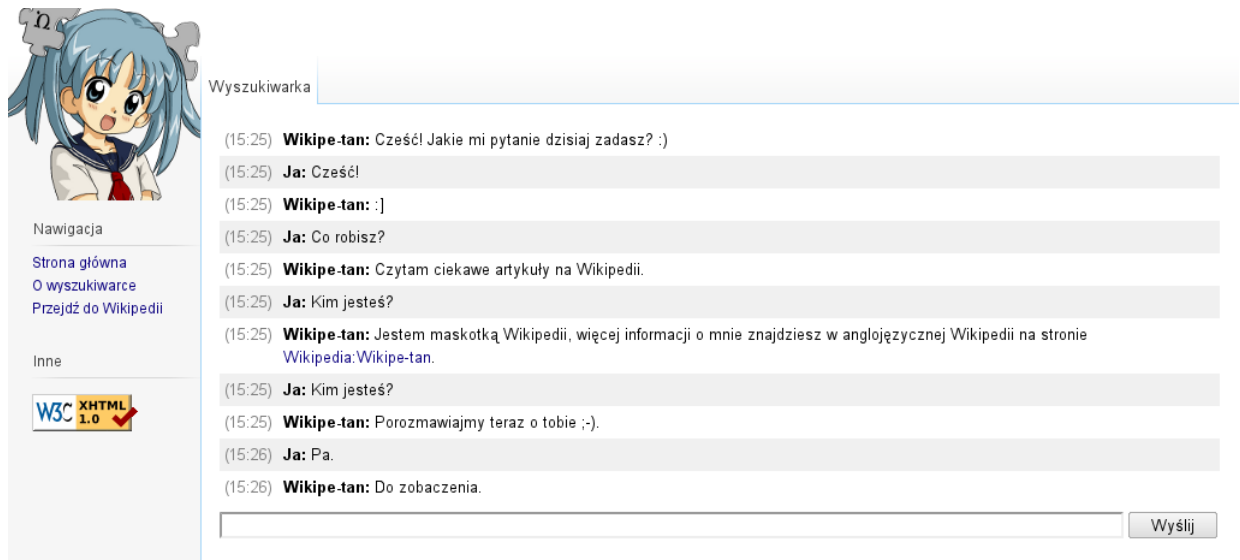 Ω
Wyszukiwarka
(15:25) Wikipe-tan: Cześć! Jakie mi pytanie dzisiaj zadasz? :)
(15:25) Ja: Cześć!
(15:25) Wikipe-tan: :]
(15:25) Ja: Co robisz?
(15:25) Wikipe-tan: Czytam ciekawe artykuły na Wikipedii.
(15:25) Ja: Kim jesteś?
(15:25) Wikipe-tan: Jestem maskotką Wikipedii, więcej informacji o mnie znajdziesz w anglojęzycznej Wikipedii na stronie
Wikipedia:Wikipe-tan.
(15:25) Ja: Kim jesteś?
(15:25) Wikipe-tan: Porozmawiajmy teraz o tobie ;-).
(15:26) Ja: Pa.
(15:26) Wikipe-tan: Do zobaczenia.
Wyślij
Nawigacja
Strona główna
O wyszukiwarce
Przejdź do Wikipedii
Inne
W3C XHTML
1.0